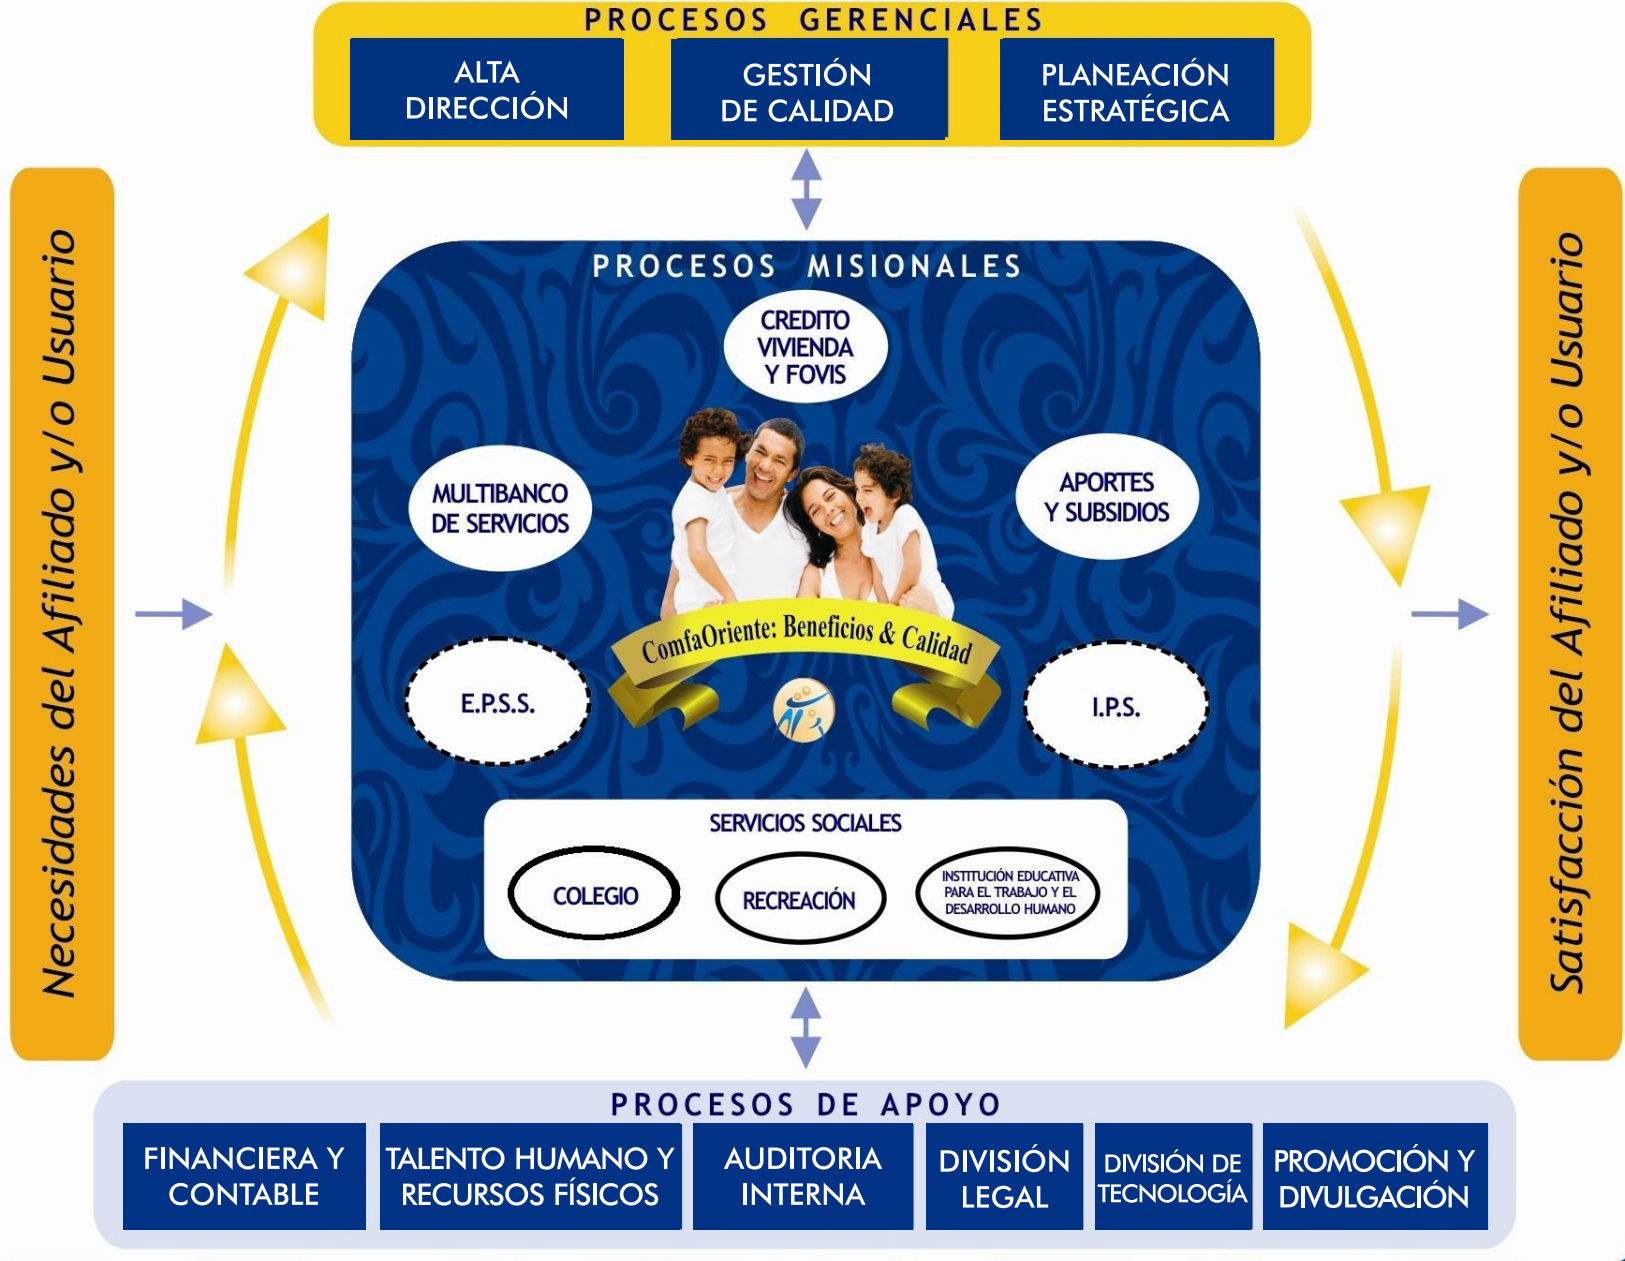 PROCESOS GERENCIALES
ALTA
DIRECCIÓN
GESTIÓN
DE CALIDAD
PLANEACIÓN
ESTRATÉGICA
Necesidades del Afiliado y/o Usuario
PROCESOS MISIONALES
CREDITO
VIVIENDA
Y FOVIS
MULTIBANCO
DE SERVICIOS
APORTES
Y SUBSIDIOS
ComfaOriente: Beneficios & Calidad
E.P.S.S.
I.P.S.
SERVICIOS SOCIALES
COLEGIO
RECREACIÓN
INSTITUCIÓN EDUCATIVA
PARA EL TRABAJO Y EL
DESARROLLO HUMANO
Satisfacción del Afiliado y/o Usuario
PROCESOS DE APOYO
FINANCIERA Y
CONTABLE
TALENTO HUMANO Y
RECURSOS FÍSICOS
AUDITORIA
INTERNA
DIVISIÓN
LEGAL
DIVISIÓN DE
TECNOLOGÍA
PROMOCIÓN Y
DIVULGACIÓN